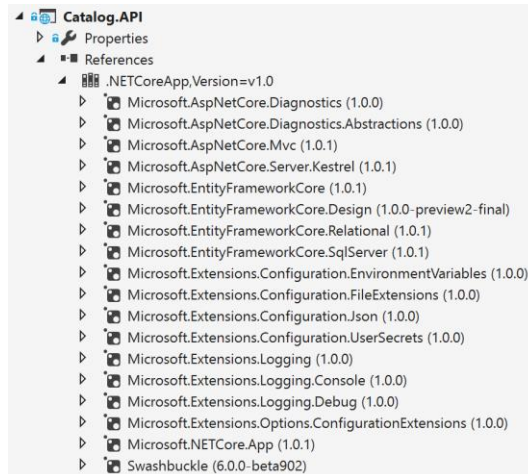 Catalog.API
Properties
References
.NETCoreApp,Version=v1.0
Microsoft.AspNetCore.Diagnostics (1.0.0)
Microsoft.AspNetCore.Diagnostics.Abstractions (1.0.0)
Microsoft.AspNetCore.Mvc (1.0.1)
Microsoft.AspNetCore.Server.Kestrel (1.0.1)
Microsoft.EntityFrameworkCore (1.0.1)
Microsoft.EntityFrameworkCore.Design (1.0.0-preview2-final)
Microsoft.EntityFrameworkCore.Relational (1.0.1)
Microsoft.EntityFrameworkCore.SqlServer (1.0.1)
Microsoft.Extensions.Configuration.EnvironmentVariables (1.0.0)
Microsoft.Extensions.Configuration.FileExtensions (1.0.0)
Microsoft.Extensions.Configuration.Json (1.0.0)
Microsoft.Extensions.Configuration.UserSecrets (1.0.0)
Microsoft.Extensions.Logging (1.0.0)
Microsoft.Extensions.Logging.Console (1.0.0)
Microsoft.Extensions.Logging.Debug (1.0.0)
Microsoft.Extensions.Options.ConfigurationExtensions (1.0.0)
Microsoft.NETCore.App (1.0.1)
Swashbuckle (6.0.0-beta902)